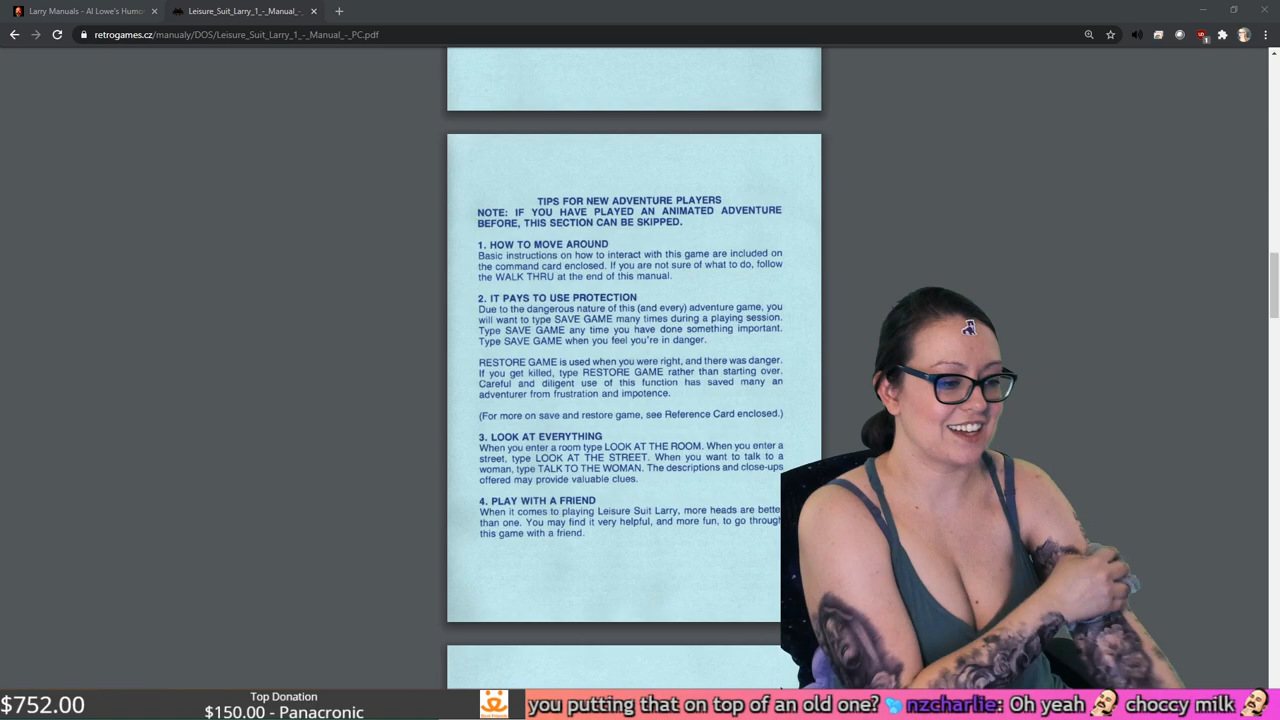 Larry Manuals - Al Lowe's Humo
Leisure_Suit_Larry_1_-_Manual_-
retrogames.cz/manualy/DOS/Leisure_Suit_Larry_1_-_Manual_-_PC.pdf
TIPS FOR NEW ADVENTURE PLAYERS
NOTE: IF YOU HAVE PLAYED AN ANIMATED ADVENTURE
BEFORE, THIS SECTION CAN BE SKIPPED.
1. HOW TO MOVE AROUND
Basic instructions on how to interact with this game are included on
the command card enclosed. If you are not sure of what to do, follow
the WALK THRU at the end of this manual.
2. IT PAYS TO USE PROTECTION
Due to the dangerous nature of this (and every) adventure game, you
will want to type SAVE GAME many times during a playing session.
Type SAVE GAME any time you have done something important.
Type SAVE GAME when you feel you're in danger.
RESTORE GAME is used when you were right, and there was danger.
If you get killed, type RESTORE GAME rather than starting over.
Careful and diligent use of this function has saved many an
adventurer from frustration and impotence.
(For more on save and restore game, see Reference Card enclosed.)
3. LOOK AT EVERYTHING
When you enter a room type LOOK AT THE ROOM. When you enter a
street, type LOOK AT THE STREET. When you want to talk to a
woman, type TALK TO THE WOMAN. The descriptions and close-ups
offered may provide valuable clues.
4. PLAY WITH A FRIEND
When it comes to playing Leisure Suit Larry, more heads are bette
than one. You may find it very helpful, and more fun, to go through
this game with a friend.
$752.00
Top Donation
$150.00 - Panacronic
you putting that on top of an old one? nzcharlie: Oh yeah choccy milk